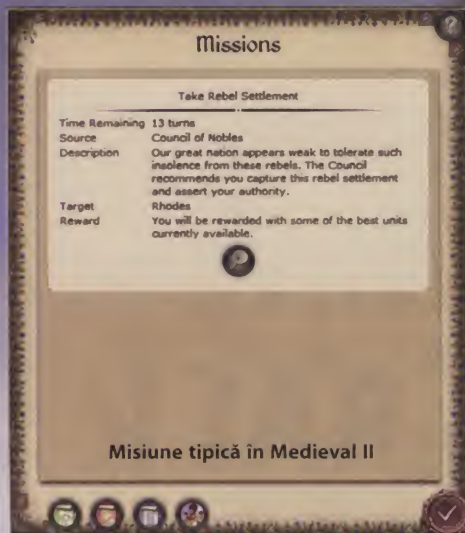 Missions
Take Rebel Settlement
Time Remaining 13 turns
Source Council of Nobles
Description Our great nation appears weak to tolerate such
insolence from these rebels. The Council
recommends you capture this rebel settlement
and assert your authority.
Target Rhodes
Reward You will be rewarded with some of the best units
currently available.
Misiune tipică în Medieval II
?